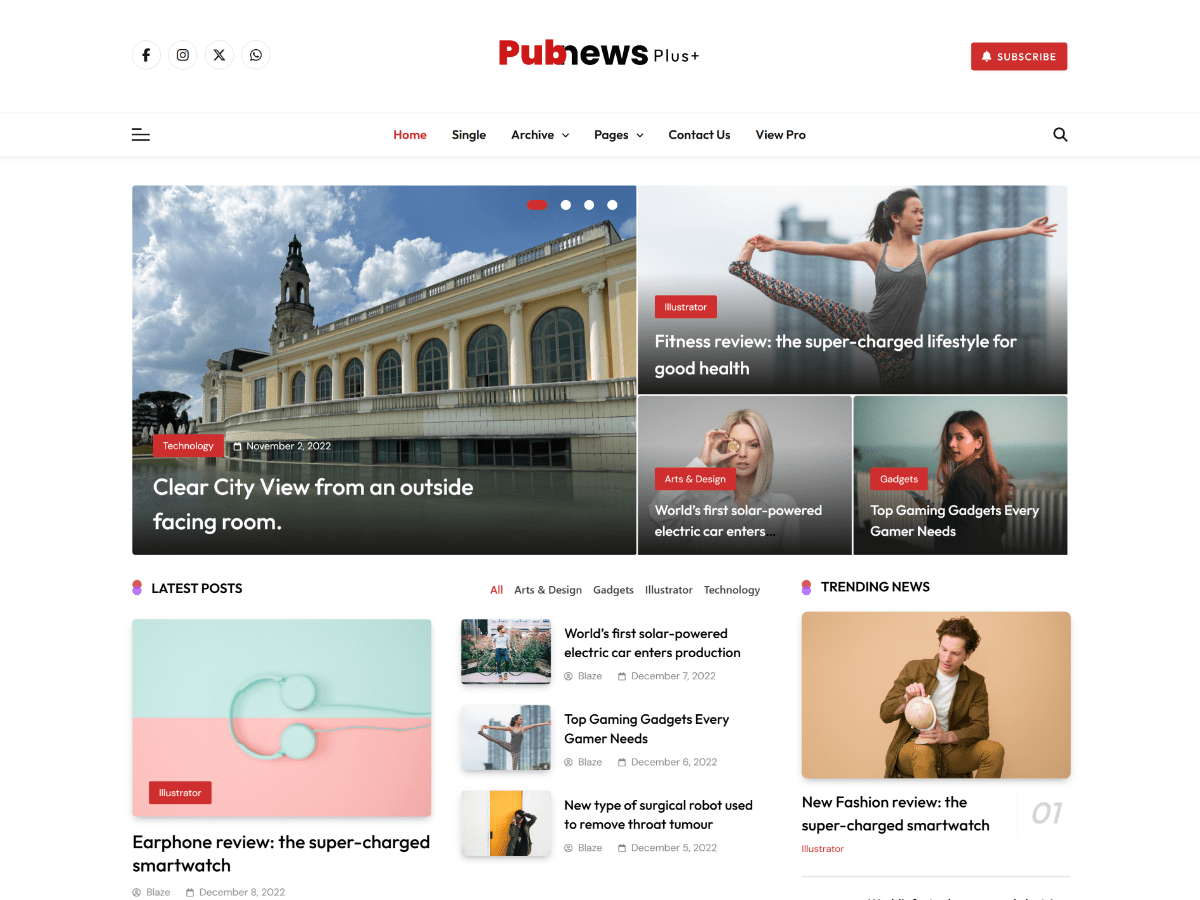 Pubnews Plus+
SUBSCRIBE
Home Single Archive Pages Contact Us View Pro
Technology November 2, 2022
Clear City View from an outside
facing room.
Illustrator
Fitness review: the super-charged lifestyle for
good health
Arts & Design
World's first solar-powered
electric car enters...
Gadgets
Top Gaming Gadgets Every
Gamer Needs
LATEST POSTS
All Arts & Design Gadgets Illustrator Technology
Illustrator
Earphone review: the super-charged
smartwatch
Blaze December 8, 2022
World's first solar-powered
electric car enters production
Blaze December 7, 2022
Top Gaming Gadgets Every
Gamer Needs
Blaze December 6, 2022
New type of surgical robot used
to remove throat tumour
Blaze December 5, 2022
TRENDING NEWS
New Fashion review: the
super-charged smartwatch
01
Illustrator